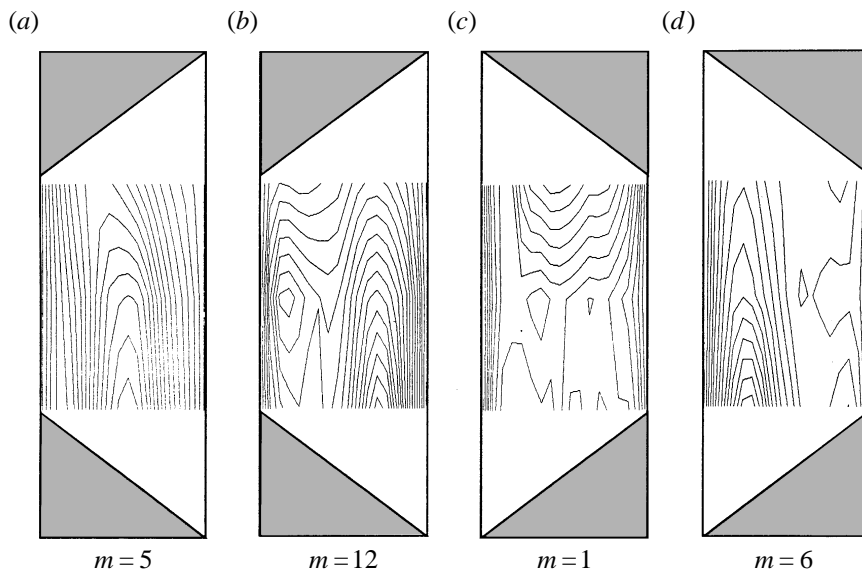 (a) (b) (c) (d)
m = 5 m = 12 m = 1 m = 6